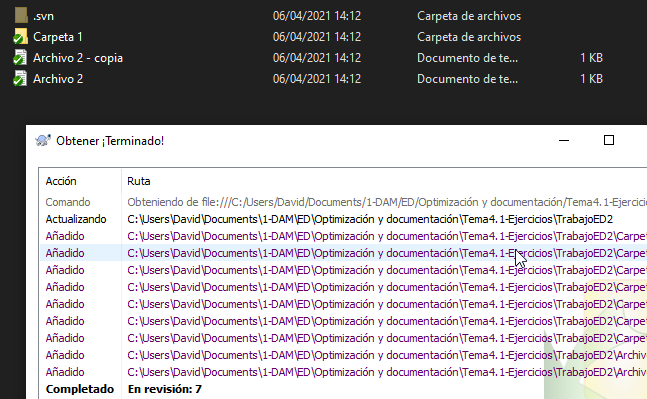 .svn 06/04/2021 14:12 Carpeta de archivos
Carpeta 1 06/04/2021 14:12 Carpeta de archivos
Archivo 2 - copia 06/04/2021 14:12 Documento de te... 1 KB
Archivo 2 06/04/2021 14:12 Documento de te... 1 KB
Obtener ¡Terminado!
Acción Ruta
Comando Obteniendo de file:///C:/Users/David/Documents/1-DAM/ED/Optimización y documentación/Tema4.1-Ejercicio
Actualizando C:\Users\David\Documents\1-DAM\ED\Optimización y documentación\Tema4.1-Ejercicios\TrabajoED2
Añadido C:\Users\David\Documents\1-DAM\ED\Optimización y documentación\Tema4.1-Ejercicios\TrabajoED2\Carpet
Añadido C:\Users\David\Documents\1-DAM\ED\Optimización y documentación\Tema4.1-Ejercicios\TrabajoED2\Carpet
Añadido C:\Users\David\Documents\1-DAM\ED\Optimización y documentación\Tema4.1-Ejercicios\TrabajoED2\Carpet
Añadido C:\Users\David\Documents\1-DAM\ED\Optimización y documentación\Tema4.1-Ejercicios\TrabajoED2\Carpet
Añadido C:\Users\David\Documents\1-DAM\ED\Optimización y documentación\Tema4.1-Ejercicios\TrabajoED2\Carpet
Añadido C:\Users\David\Documents\1-DAM\ED\Optimización y documentación\Tema4.1-Ejercicios\TrabajoED2\Carpet
Añadido C:\Users\David\Documents\1-DAM\ED\Optimización y documentación\Tema4.1-Ejercicios\TrabajoED2\Carpet
Añadido C:\Users\David\Documents\1-DAM\ED\Optimización y documentación\Tema4.1-Ejercicios\TrabajoED2\Archivo
Añadido C:\Users\David\Documents\1-DAM\ED\Optimización y documentación\Tema4.1-Ejercicios\TrabajoED2\Archivo
Completado En revisión: 7